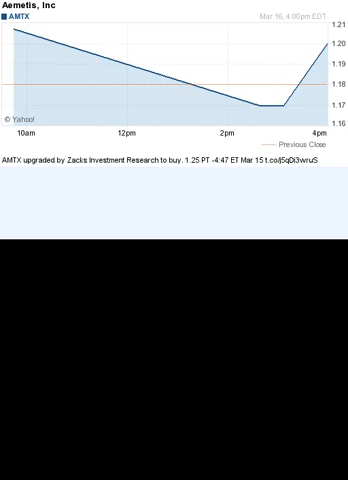 Aemetis, Inc
AMTX
Mar 16, 4:00pm EDT
1.21
1.20
1.19
1.18
1.17
1.16
© Yahoo!
10am 12pm 2pm 4pm
Previous Close
AMTX upgraded by Zacks Investment Research to buy. 1.25 PT -4:47 ET Mar 15 t.co/j5qDi3wruS